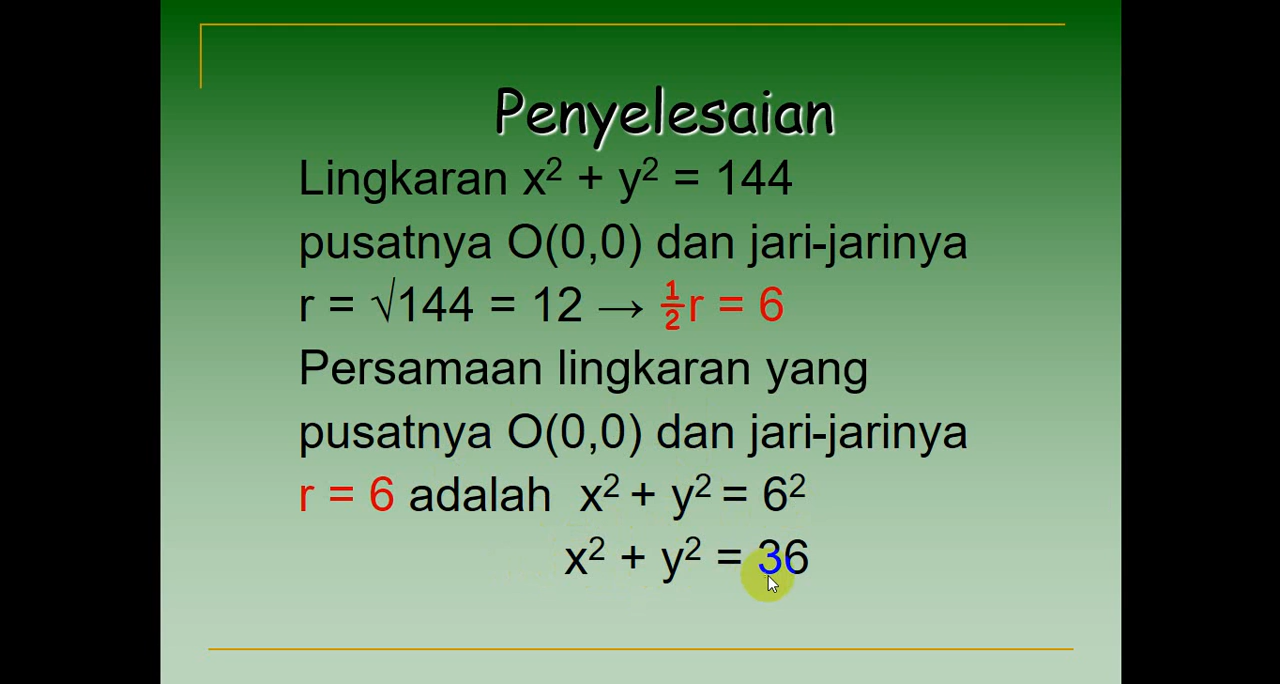 Penyelesaian
Lingkaran x² + y² = 144
pusatnya O(0,0) dan jari-jarinya
r = √144 = 12 → ½r = 6
Persamaan lingkaran yang
pusatnya O(0,0) dan jari-jarinya
r = 6 adalah x² + y² = 6²
x² + y² = 36